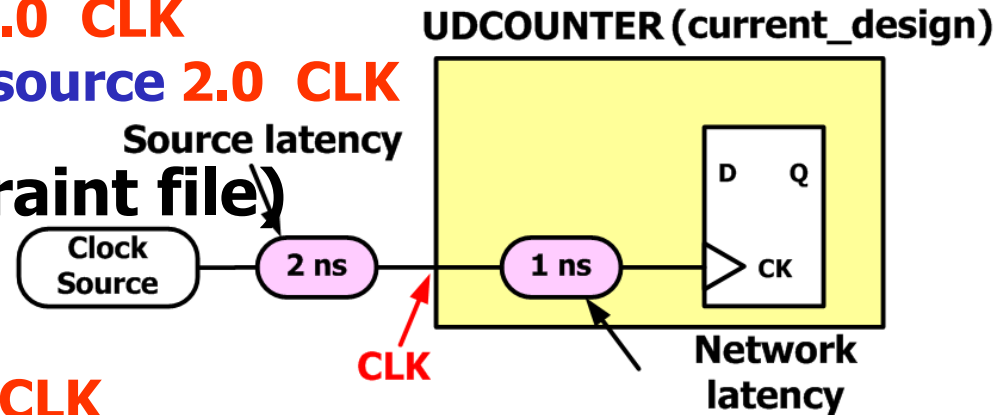 .0 CLK
source 2.0 CLK
raint file)
CLK
UDCOUNTER (current_design)
Source latency
Clock
Source
2 ns
1 ns
D Q
CK
CLK
Network
latency